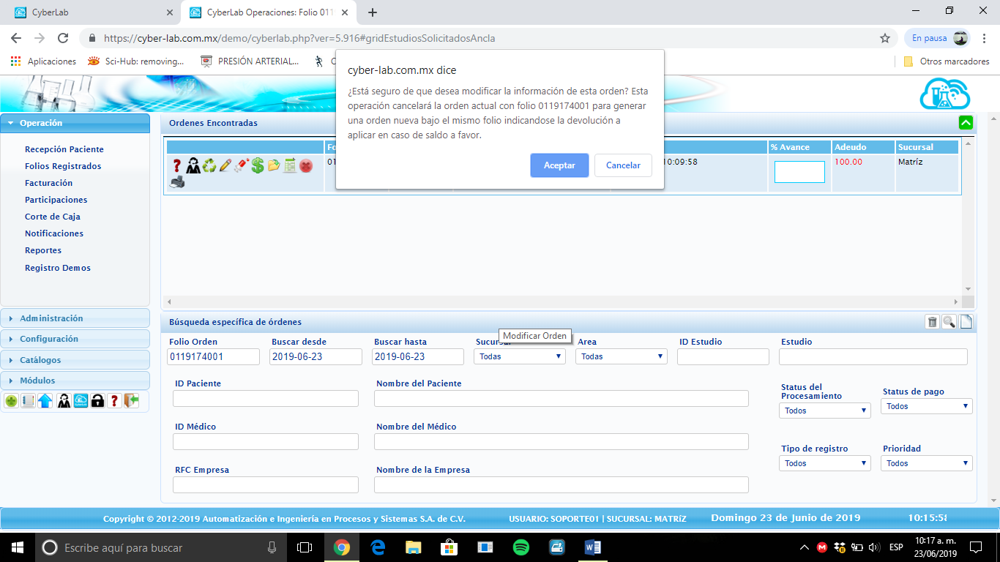 CyberLab
CyberLab Operaciones: Folio 011
https://cyber-lab.com.mx/demo/cyberlab.php?ver=5.916#gridEstudiosSolicitadosAncla
En pausa
Aplicaciones
Sci-Hub: removing...
PRESIÓN ARTERIAL...
Otros marcadores
cyber-lab.com.mx dice
¿Está seguro de que desea modificar la información de esta orden? Esta
operación cancelará la orden actual con folio 0119174001 para generar
una orden nueva bajo el mismo folio indicandose la devolución a
aplicar en caso de saldo a favor.
Aceptar
Cancelar
Operación
Recepción Paciente
Folios Registrados
Facturación
Participaciones
Corte de Caja
Notificaciones
Reportes
Registro Demos
Administración
Configuración
Catálogos
Módulos
Ordenes Encontradas
Fo
% Avance
Adeudo
Sucursal
01
10:09:58
100.00
Matríz
Búsqueda específica de órdenes
Folio Orden
Buscar desde
Buscar hasta
Sucursal
Modificar Orden
Area
ID Estudio
Estudio
0119174001
2019-06-23
2019-06-23
Todas
Todas
ID Paciente
Nombre del Paciente
Status del
Procesamiento
Status de pago
Todos
Todos
ID Médico
Nombre del Médico
Tipo de registro
Prioridad
Todos
Todos
RFC Empresa
Nombre de la Empresa
Copyright © 2012-2019 Automatización e Ingeniería en Procesos y Sistemas S.A. de C.V.
USUARIO: SOPORTE01 | SUCURSAL: MATRíZ
Domingo 23 de Junio de 2019
10:15:58
Escribe aquí para buscar
ESP
10:17 a. m.
23/06/2019